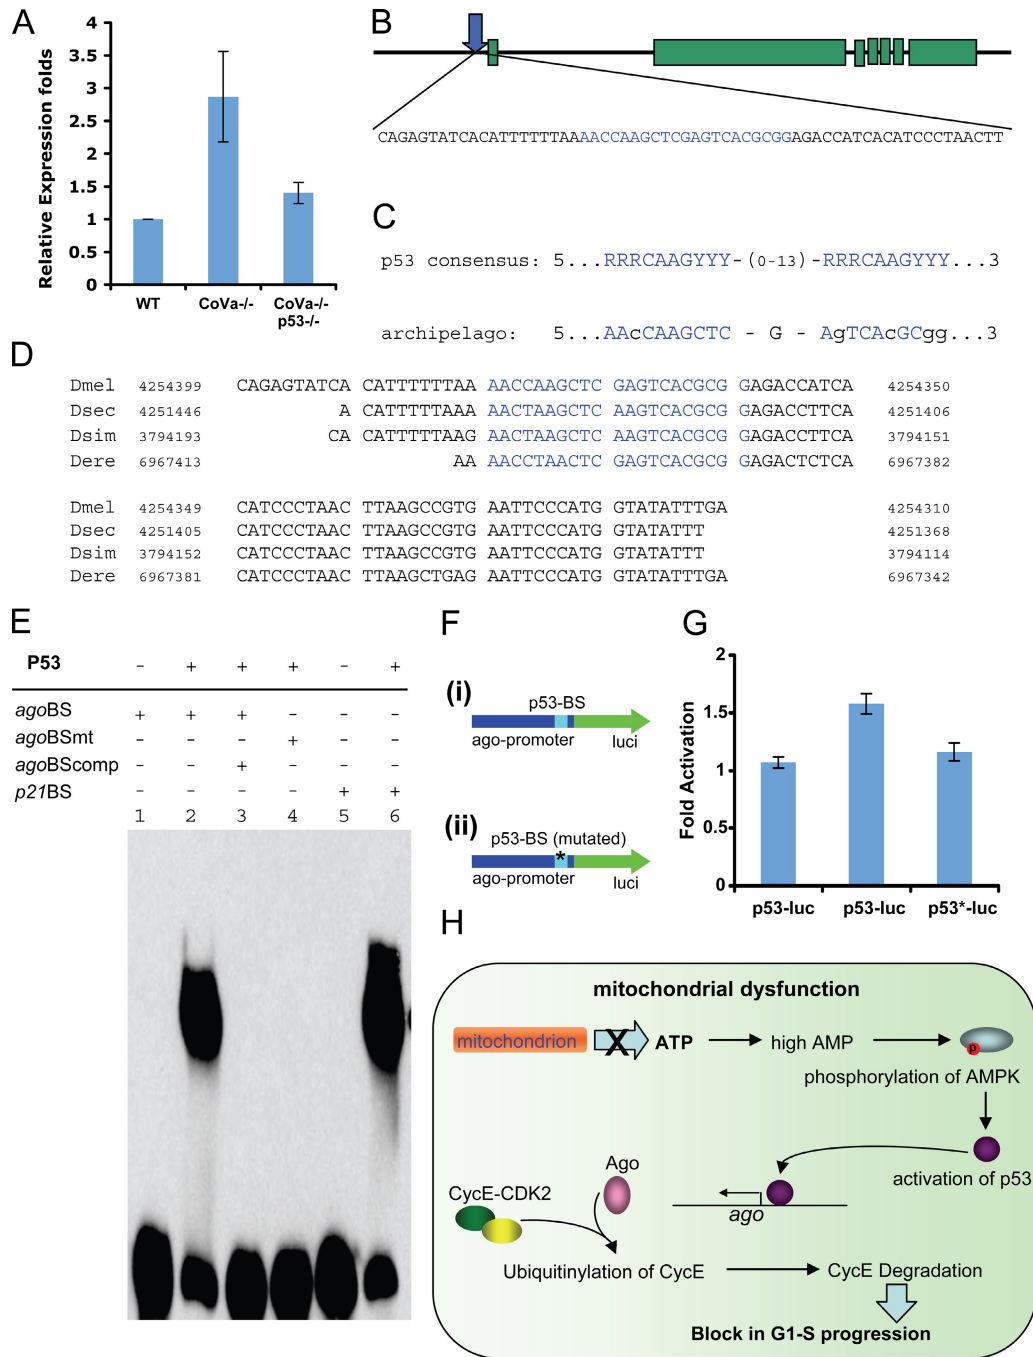 A
Relative Expression folds
4
3.5
3
2.5
2
1.5
1
0.5
0
WT
CoVa-/-
CoVa-/-
p53-/-
B
CAGAGTATCACATTTTTTAAAACCAAGCTCGAGTCACGCGGAGACCATCACATCCCTAACTT
C
p53 consensus: 5...RRRCAAGYYY-(0-13)-RRRCAAGYYY...3
archipelago: 5...AAcCAAGCTC - G - AgTCAcGCgg...3
D
Dmel 4254399 CAGAGTATCA CATTTTTTAA AACCAAGCTC GAGTCACGCG GAGACCATCA 4254350
Dsec 4251446 A CATTTTTAAA AACTAAGCTC AAGTCACGCG GAGACCTTCA 4251406
Dsim 3794193 CA CATTTTTAAG AACTAAGCTC AAGTCACGCG GAGACCTTCA 3794151
Dere 6967413 AA AACCTAACTC GAGTCACGCG GAGACTCTCA 6967382
Dmel 4254349 CATCCCTAAC TTAAGCCGTG AATTCCCATG GTATATTTGA 4254310
Dsec 4251405 CATCCCTAAC TTAAGCCGTG AATTCCCATG GTATATTT 4251368
Dsim 3794152 CATCCCTAAC TTAAGCCGTG AATTCCCATG GTATATTT 3794114
Dere 6967381 CATCCCTAAC TTAAGCTGAG AATTCCCATG GTATATTTGA 6967342
E
P53 - + + + - +
agoBS + + + - - -
agoBSmt - - - + - -
agoBScomp - - + - - -
p21BS - - - - + +
1 2 3 4 5 6
F
(i)
p53-BS
ago-promoter luci
(ii)
p53-BS (mutated)
*
ago-promoter luci
G
Fold Activation
2
1.5
1
0.5
0
p53-luc p53-luc p53*-luc
H
mitochondrial dysfunction
mitochondrion X ATP high AMP p
phosphorylation of AMPK
activation of p53
Ago
CycE-CDK2
ago
Ubiquitinylation of CycE CycE Degradation
Block in G1-S progression